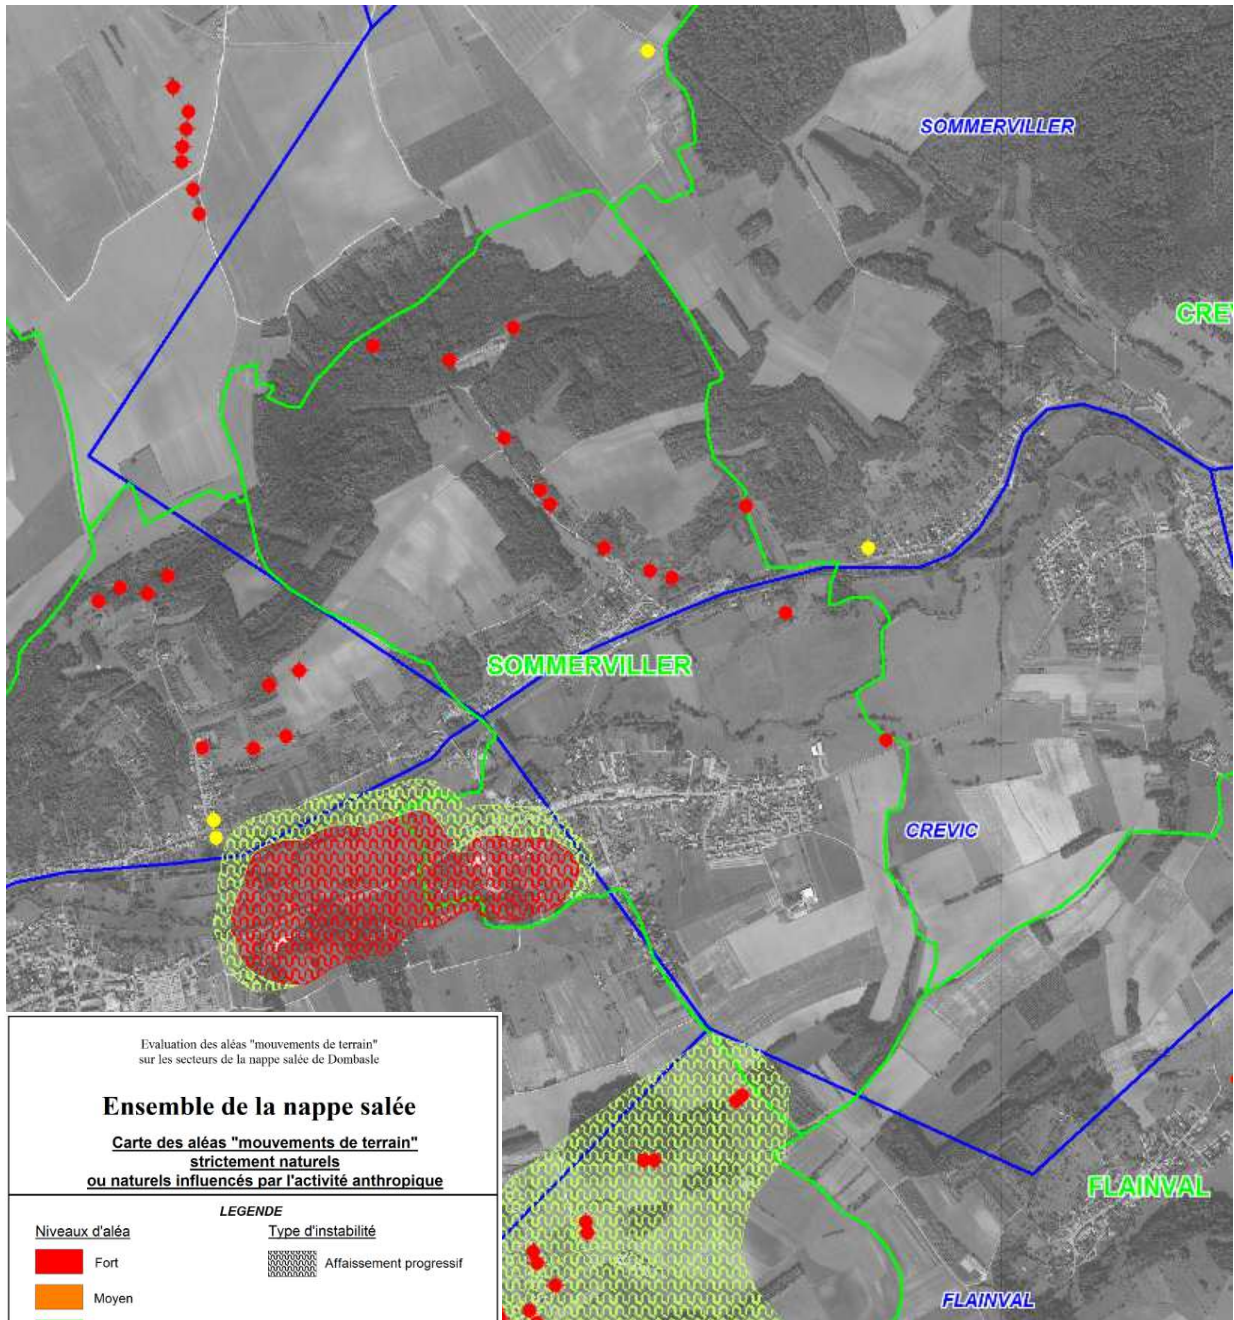 SOMMERVILLER
CREV
SOMMERVILLER
CREVIC
FLAINVAL
FLAINVAL
Evaluation des aléas "mouvements de terrain"
sur les secteurs de la nappe salée de Dombasle
Ensemble de la nappe salée
Carte des aléas "mouvements de terrain"
strictement naturels
ou naturels influencés par l'activité anthropique
LEGENDE
Niveaux d'aléa
Type d'instabilité
Fort
Affaissement progressif
Moyen